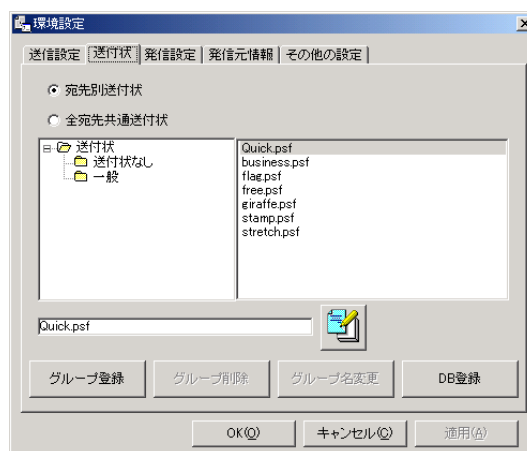 環境設定
送信設定 送付状 発信設定 発信元情報 その他の設定
宛先別送付状
全宛先共通送付状
送付状
送付状なし
一般
Quick.psf
business.psf
flag.psf
free.psf
giraffe.psf
stamp.psf
stretch.psf
Quick.psf
グループ登録 グループ削除 グループ名変更 DB登録
OK(O) キャンセル(C) 適用(A)